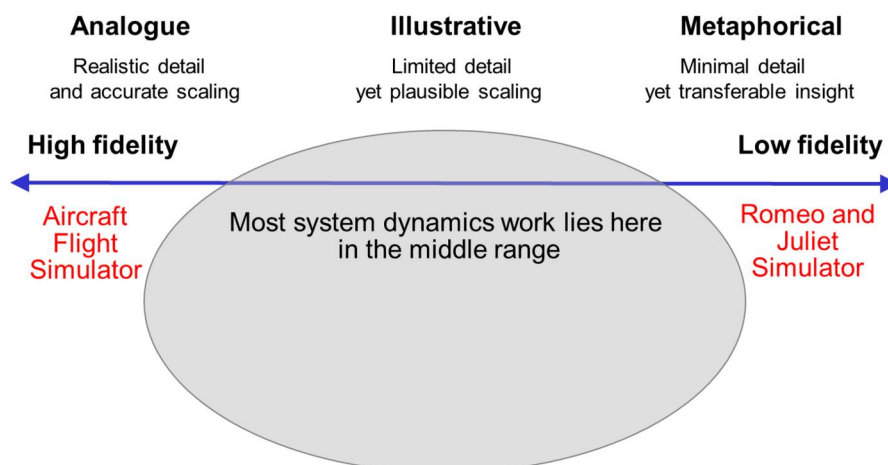 Analogue
Illustrative
Metaphorical
Realistic detail
and accurate scaling
Limited detail
yet plausible scaling
Minimal detail
yet transferable insight
High fidelity
Low fidelity
Aircraft
Flight
Simulator
Most system dynamics work lies here
in the middle range
Romeo and
Juliet
Simulator